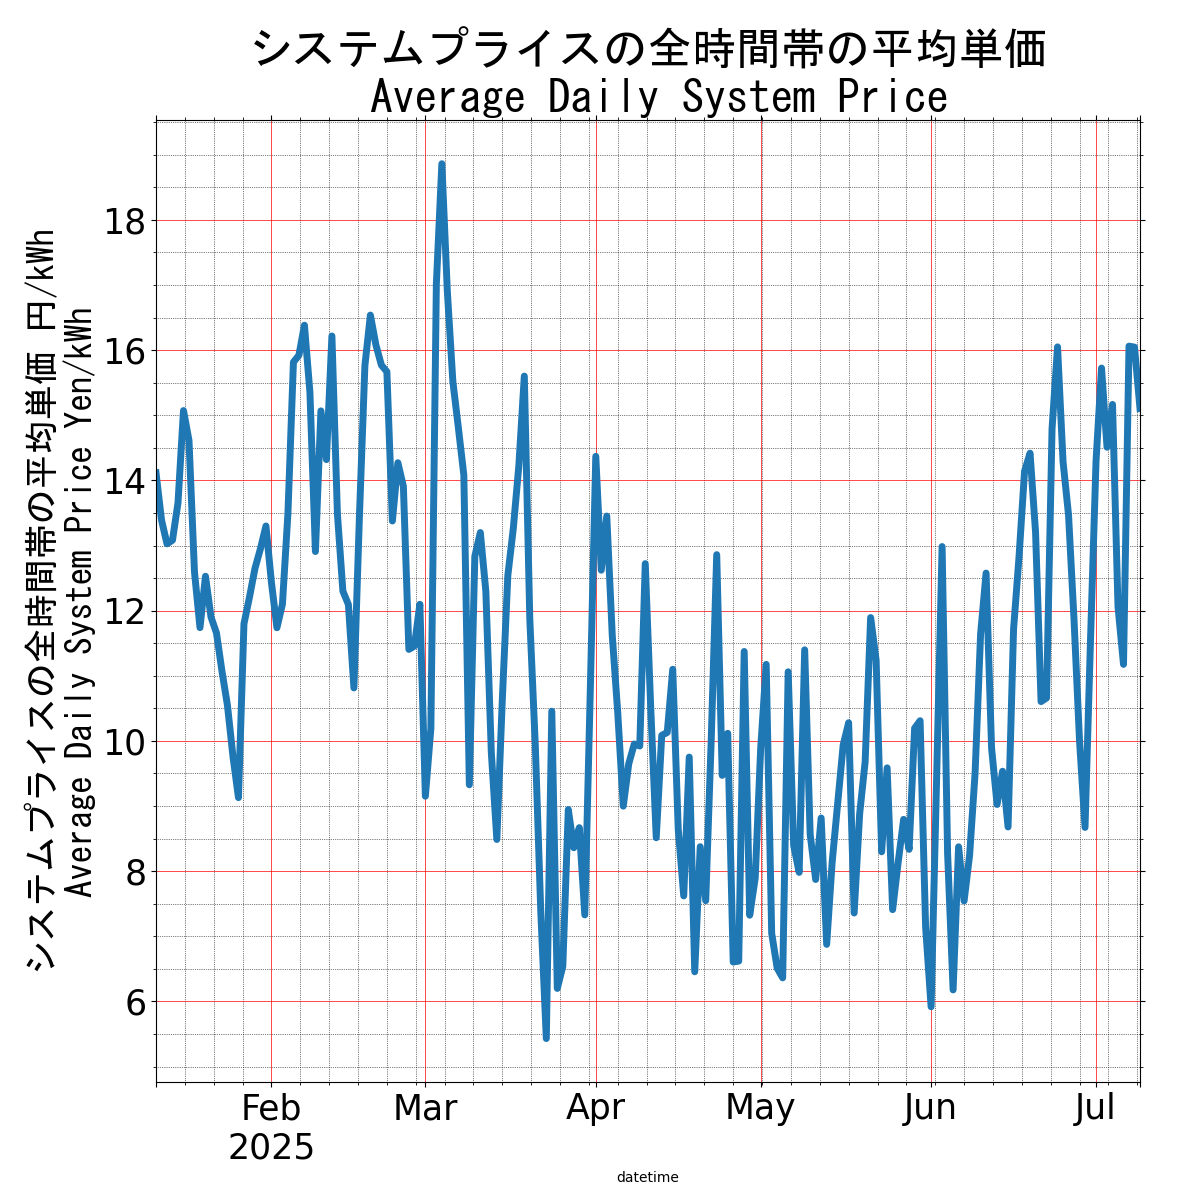 システムプライスの全時間帯の平均単価
Average Daily System Price
システムプライスの全時間帯の平均単価 円/kWh
Average Daily System Price Yen/kWh
18
16
14
12
10
8
6
Feb
2025
Mar
Apr
May
Jun
Jul
datetime